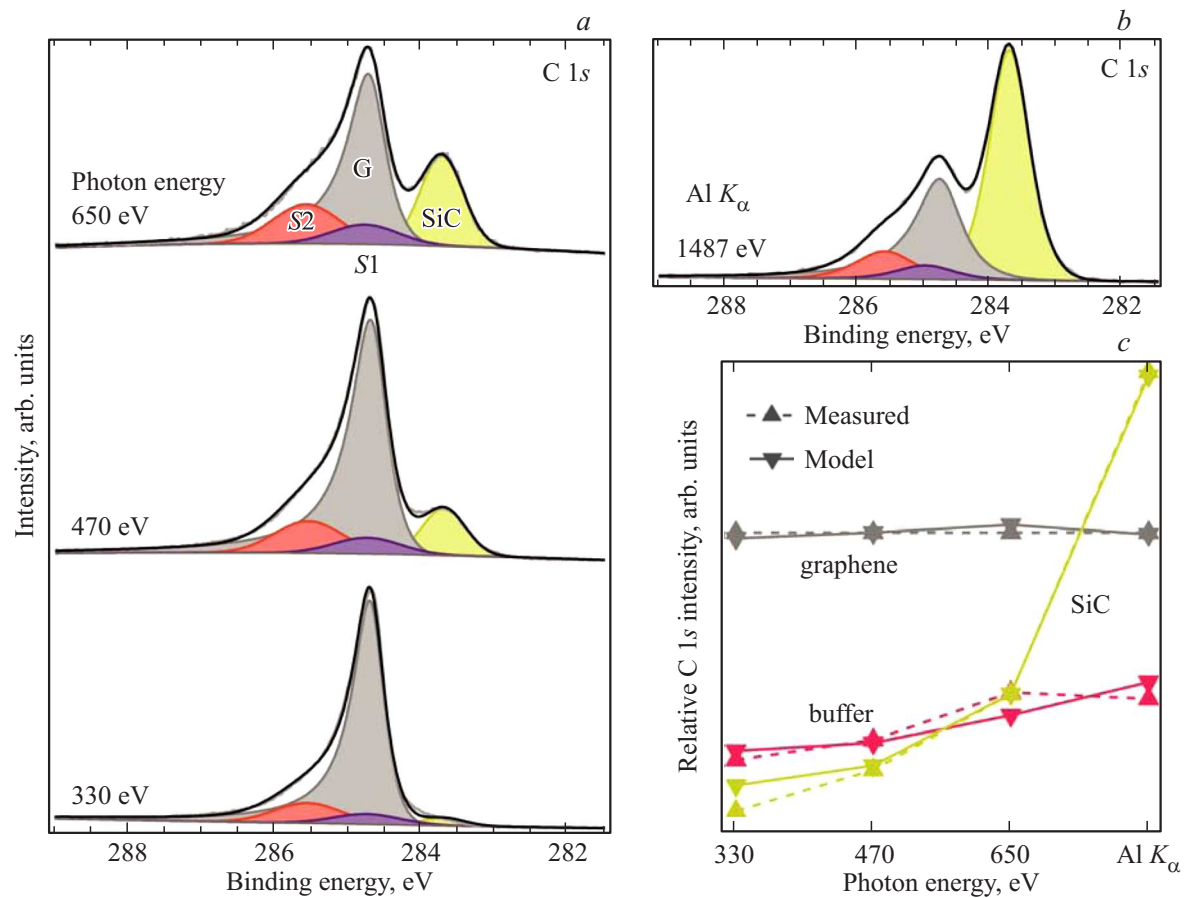 a
C 1s
Photon energy
650 eV
G
S2
SiC
S1
470 eV
330 eV
288
286
284
282
Binding energy, eV
Intensity, arb. units
b
C 1s
Al Kα
1487 eV
288
286
284
282
Binding energy, eV
c
Measured
Model
graphene
SiC
buffer
330
470
650
Al Kα
Photon energy, eV
Relative C 1s intensity, arb. units